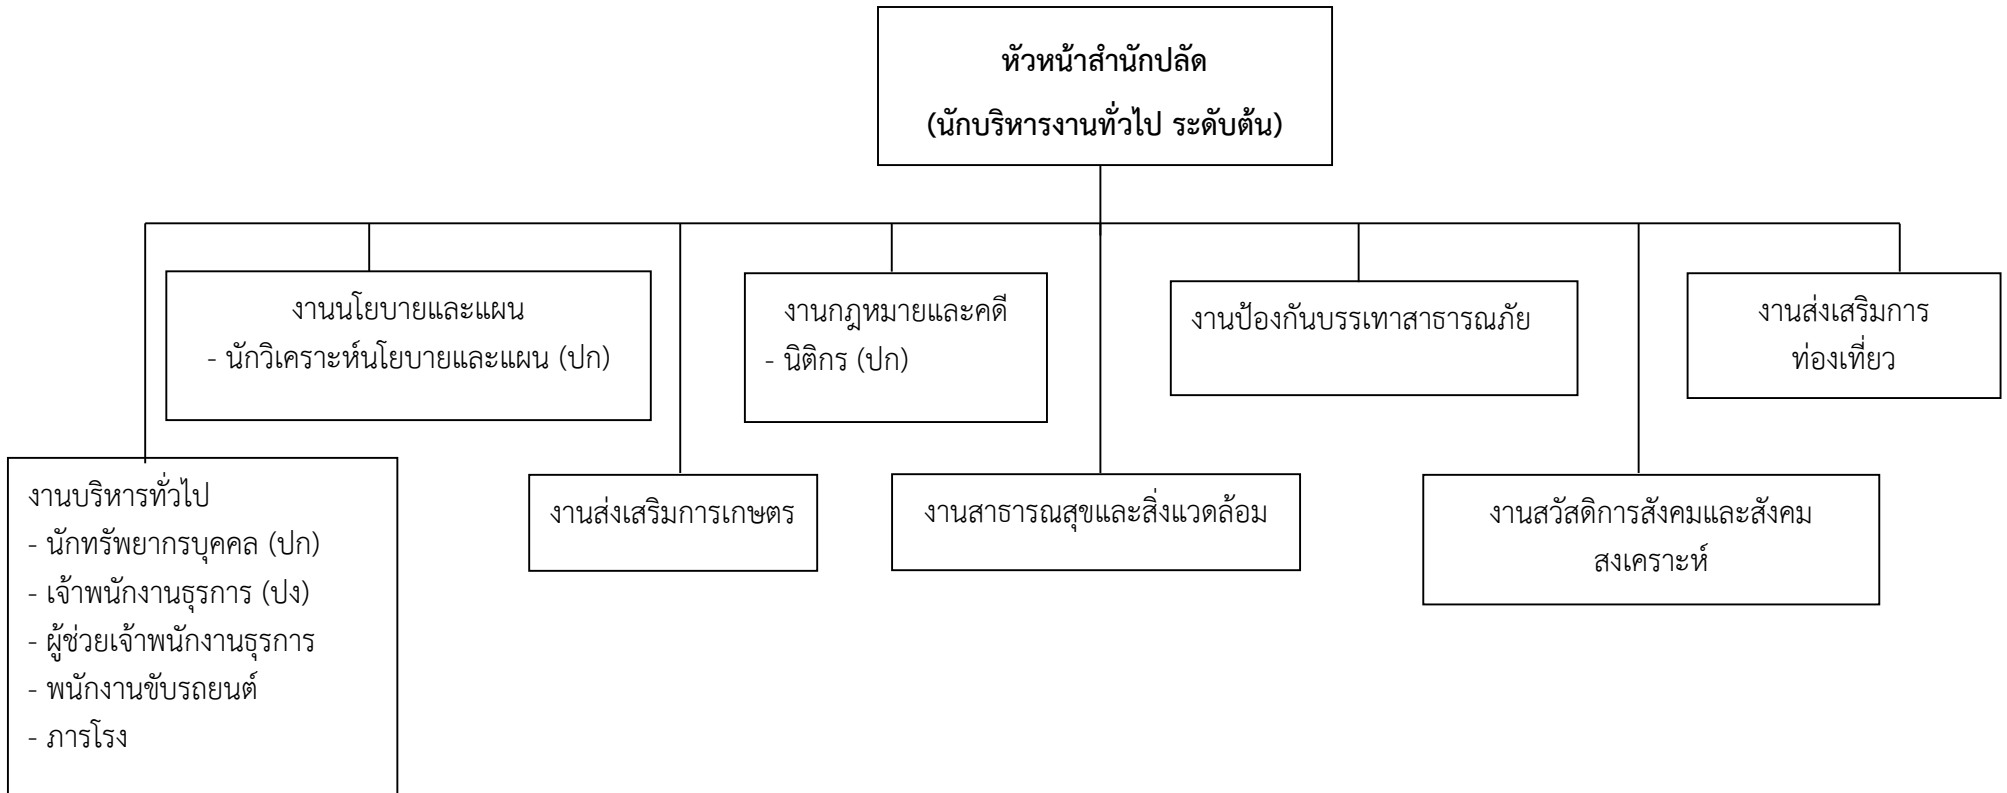 หัวหน้าสำนักปลัด
(นักบริหารงานทั่วไป ระดับต้น)
งานนโยบายและแผน
- นักวิเคราะห์นโยบายและแผน (ปก)
งานกฎหมายและคดี
- นิติกร (ปก)
งานป้องกันบรรเทาสาธารณภัย
งานส่งเสริมการ
ท่องเที่ยว
งานบริหารทั่วไป
- นักทรัพยากรบุคคล (ปก)
- เจ้าพนักงานธุรการ (ปง)
- ผู้ช่วยเจ้าพนักงานธุรการ
- พนักงานขับรถยนต์
- ภารโรง
งานส่งเสริมการเกษตร
งานสาธารณสุขและสิ่งแวดล้อม
งานสวัสดิการสังคมและสังคม
สงเคราะห์